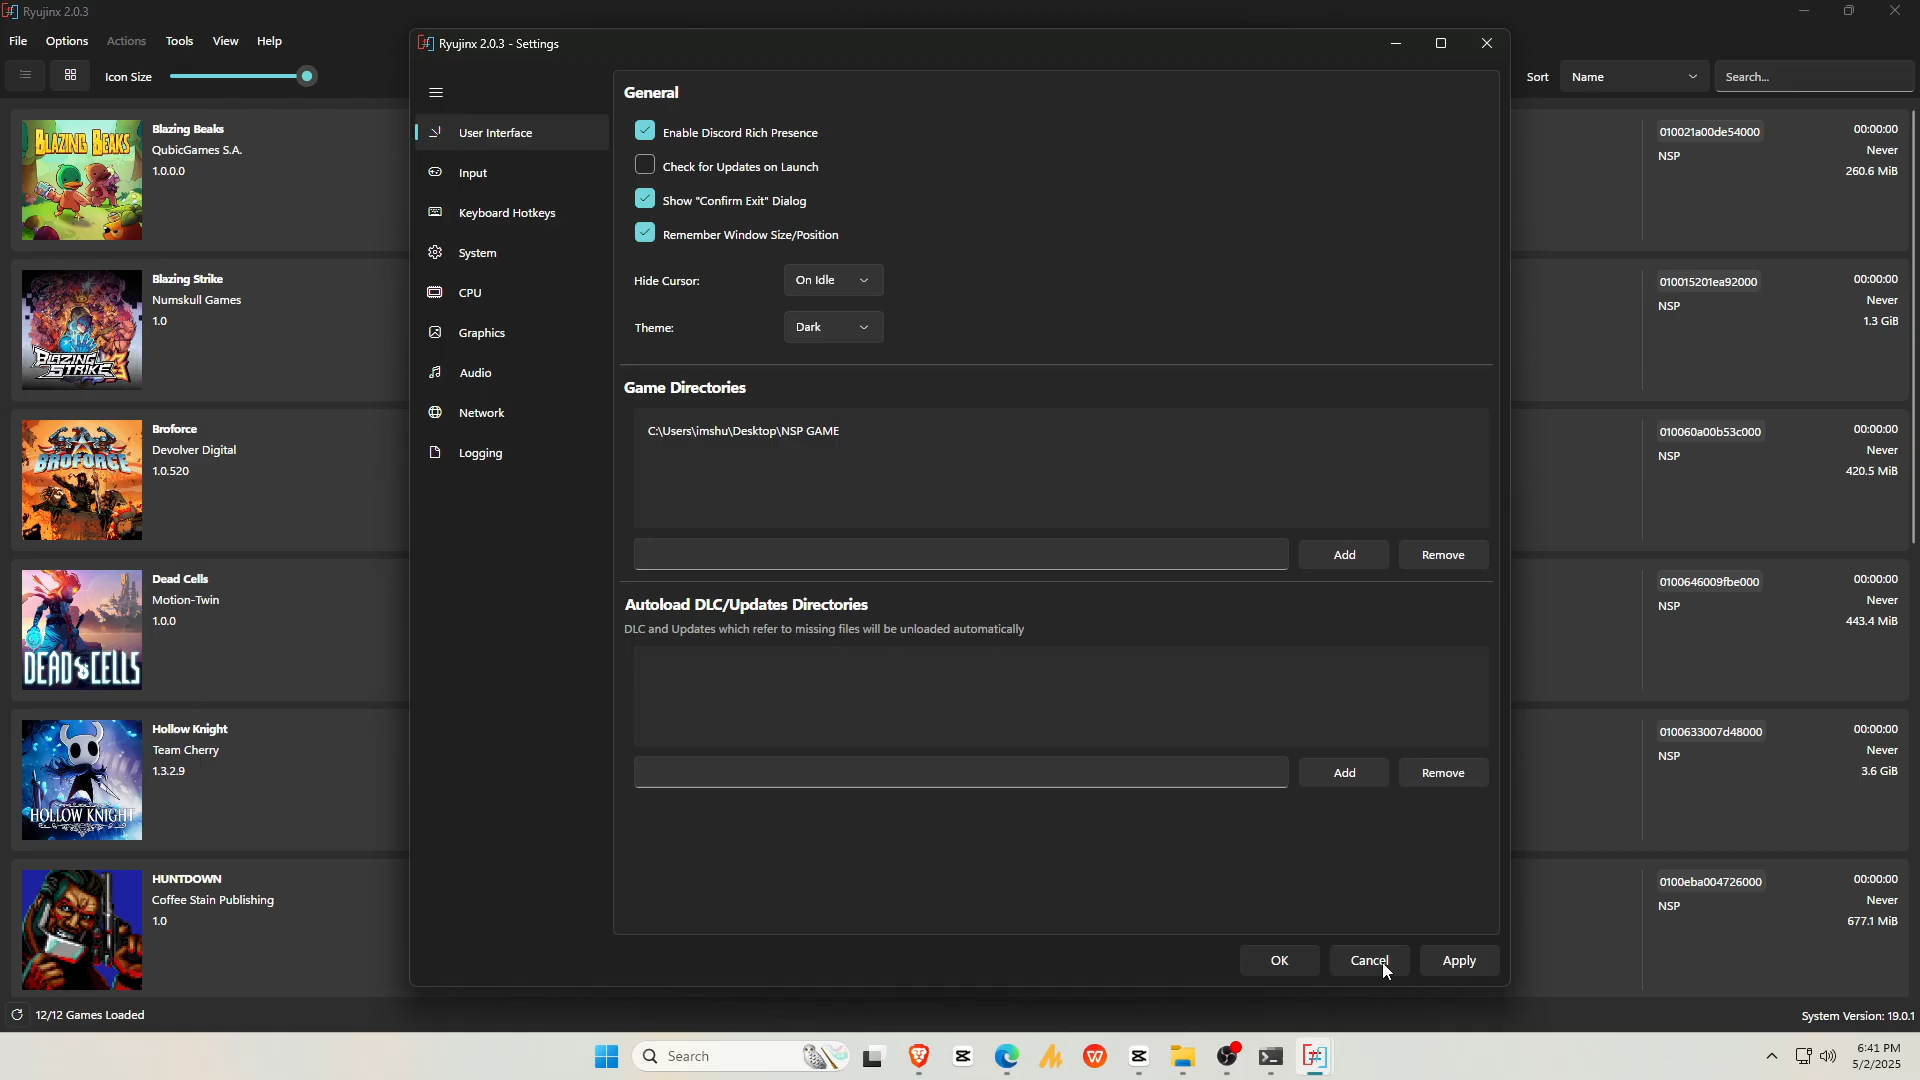 Ryujinx 2.0.3
File Options Actions Tools View Help
Icon Size
Sort Name Search...
Blazing Beaks
QubicGames S.A.
1.0.0.0
BLAZING BEAKS
010021a00de54000
NSP
00:00:00
Never
260.6 MiB
Blazing Strike
Numskull Games
1.0
BLAZING
STRIKE
010015201ea92000
NSP
00:00:00
Never
1.3 GiB
Broforce
Devolver Digital
1.0.520
BROFORCE
010060a00b53c000
NSP
00:00:00
Never
420.5 MiB
Dead Cells
Motion-Twin
1.0.0
DEAD CELLS
0100646009fbe000
NSP
00:00:00
Never
443.4 MiB
Hollow Knight
Team Cherry
1.3.2.9
HOLLOW KNIGHT
0100633007d48000
NSP
00:00:00
Never
3.6 GiB
HUNTDOWN
Coffee Stain Publishing
1.0
0100eba004726000
NSP
00:00:00
Never
677.1 MiB
Ryujinx 2.0.3 - Settings
User Interface
Input
Keyboard Hotkeys
System
CPU
Graphics
Audio
Network
Logging
General
Enable Discord Rich Presence
Check for Updates on Launch
Show "Confirm Exit" Dialog
Remember Window Size/Position
Hide Cursor: On Idle
Theme: Dark
Game Directories
C:\Users\imshu\Desktop\NSP GAME
Add Remove
Autoload DLC/Updates Directories
DLC and Updates which refer to missing files will be unloaded automatically
Add Remove
OK Cancel Apply
12/12 Games Loaded
System Version: 19.0.1
Search
6:41 PM
5/2/2025